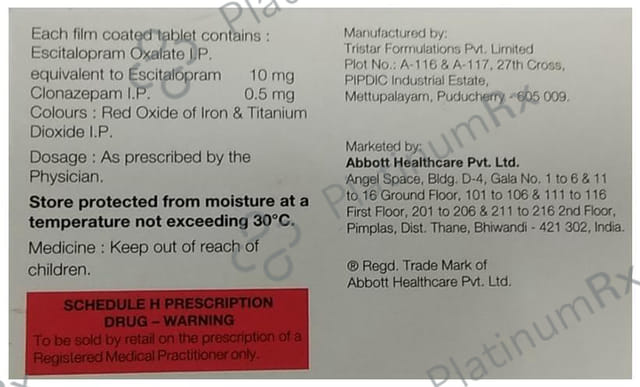 Each film coated tablet contains :
Escitalopram Oxalate I.P.
equivalent to Escitalopram 10 mg
Clonazepam I.P. 0.5 mg
Colours : Red Oxide of Iron & Titanium
Dioxide I.P.
Dosage : As prescribed by the
Physician.
Store protected from moisture at a
temperature not exceeding 30°C.
Medicine : Keep out of reach of
children.
SCHEDULE H PRESCRIPTION
DRUG – WARNING
To be sold by retail on the prescription of a
Registered Medical Practitioner only.
Manufactured by:
Tristar Formulations Pvt. Limited
Plot No.: A-116 & A-117, 27th Cross,
PIPDIC Industrial Estate,
Mettupalayam, Puducherry - 605 009.
Marketed by:
Abbott Healthcare Pvt. Ltd.
Angel Space, Bldg. D-4, Gala No. 1 to 6 & 11
to 16 Ground Floor, 101 to 106 & 111 to 116
First Floor, 201 to 206 & 211 to 216 2nd Floor,
Pimplas, Dist. Thane, Bhiwandi - 421 302, India.
® Regd. Trade Mark of
Abbott Healthcare Pvt. Ltd.
PlatinumRx
PlatinumRx
PlatinumRx